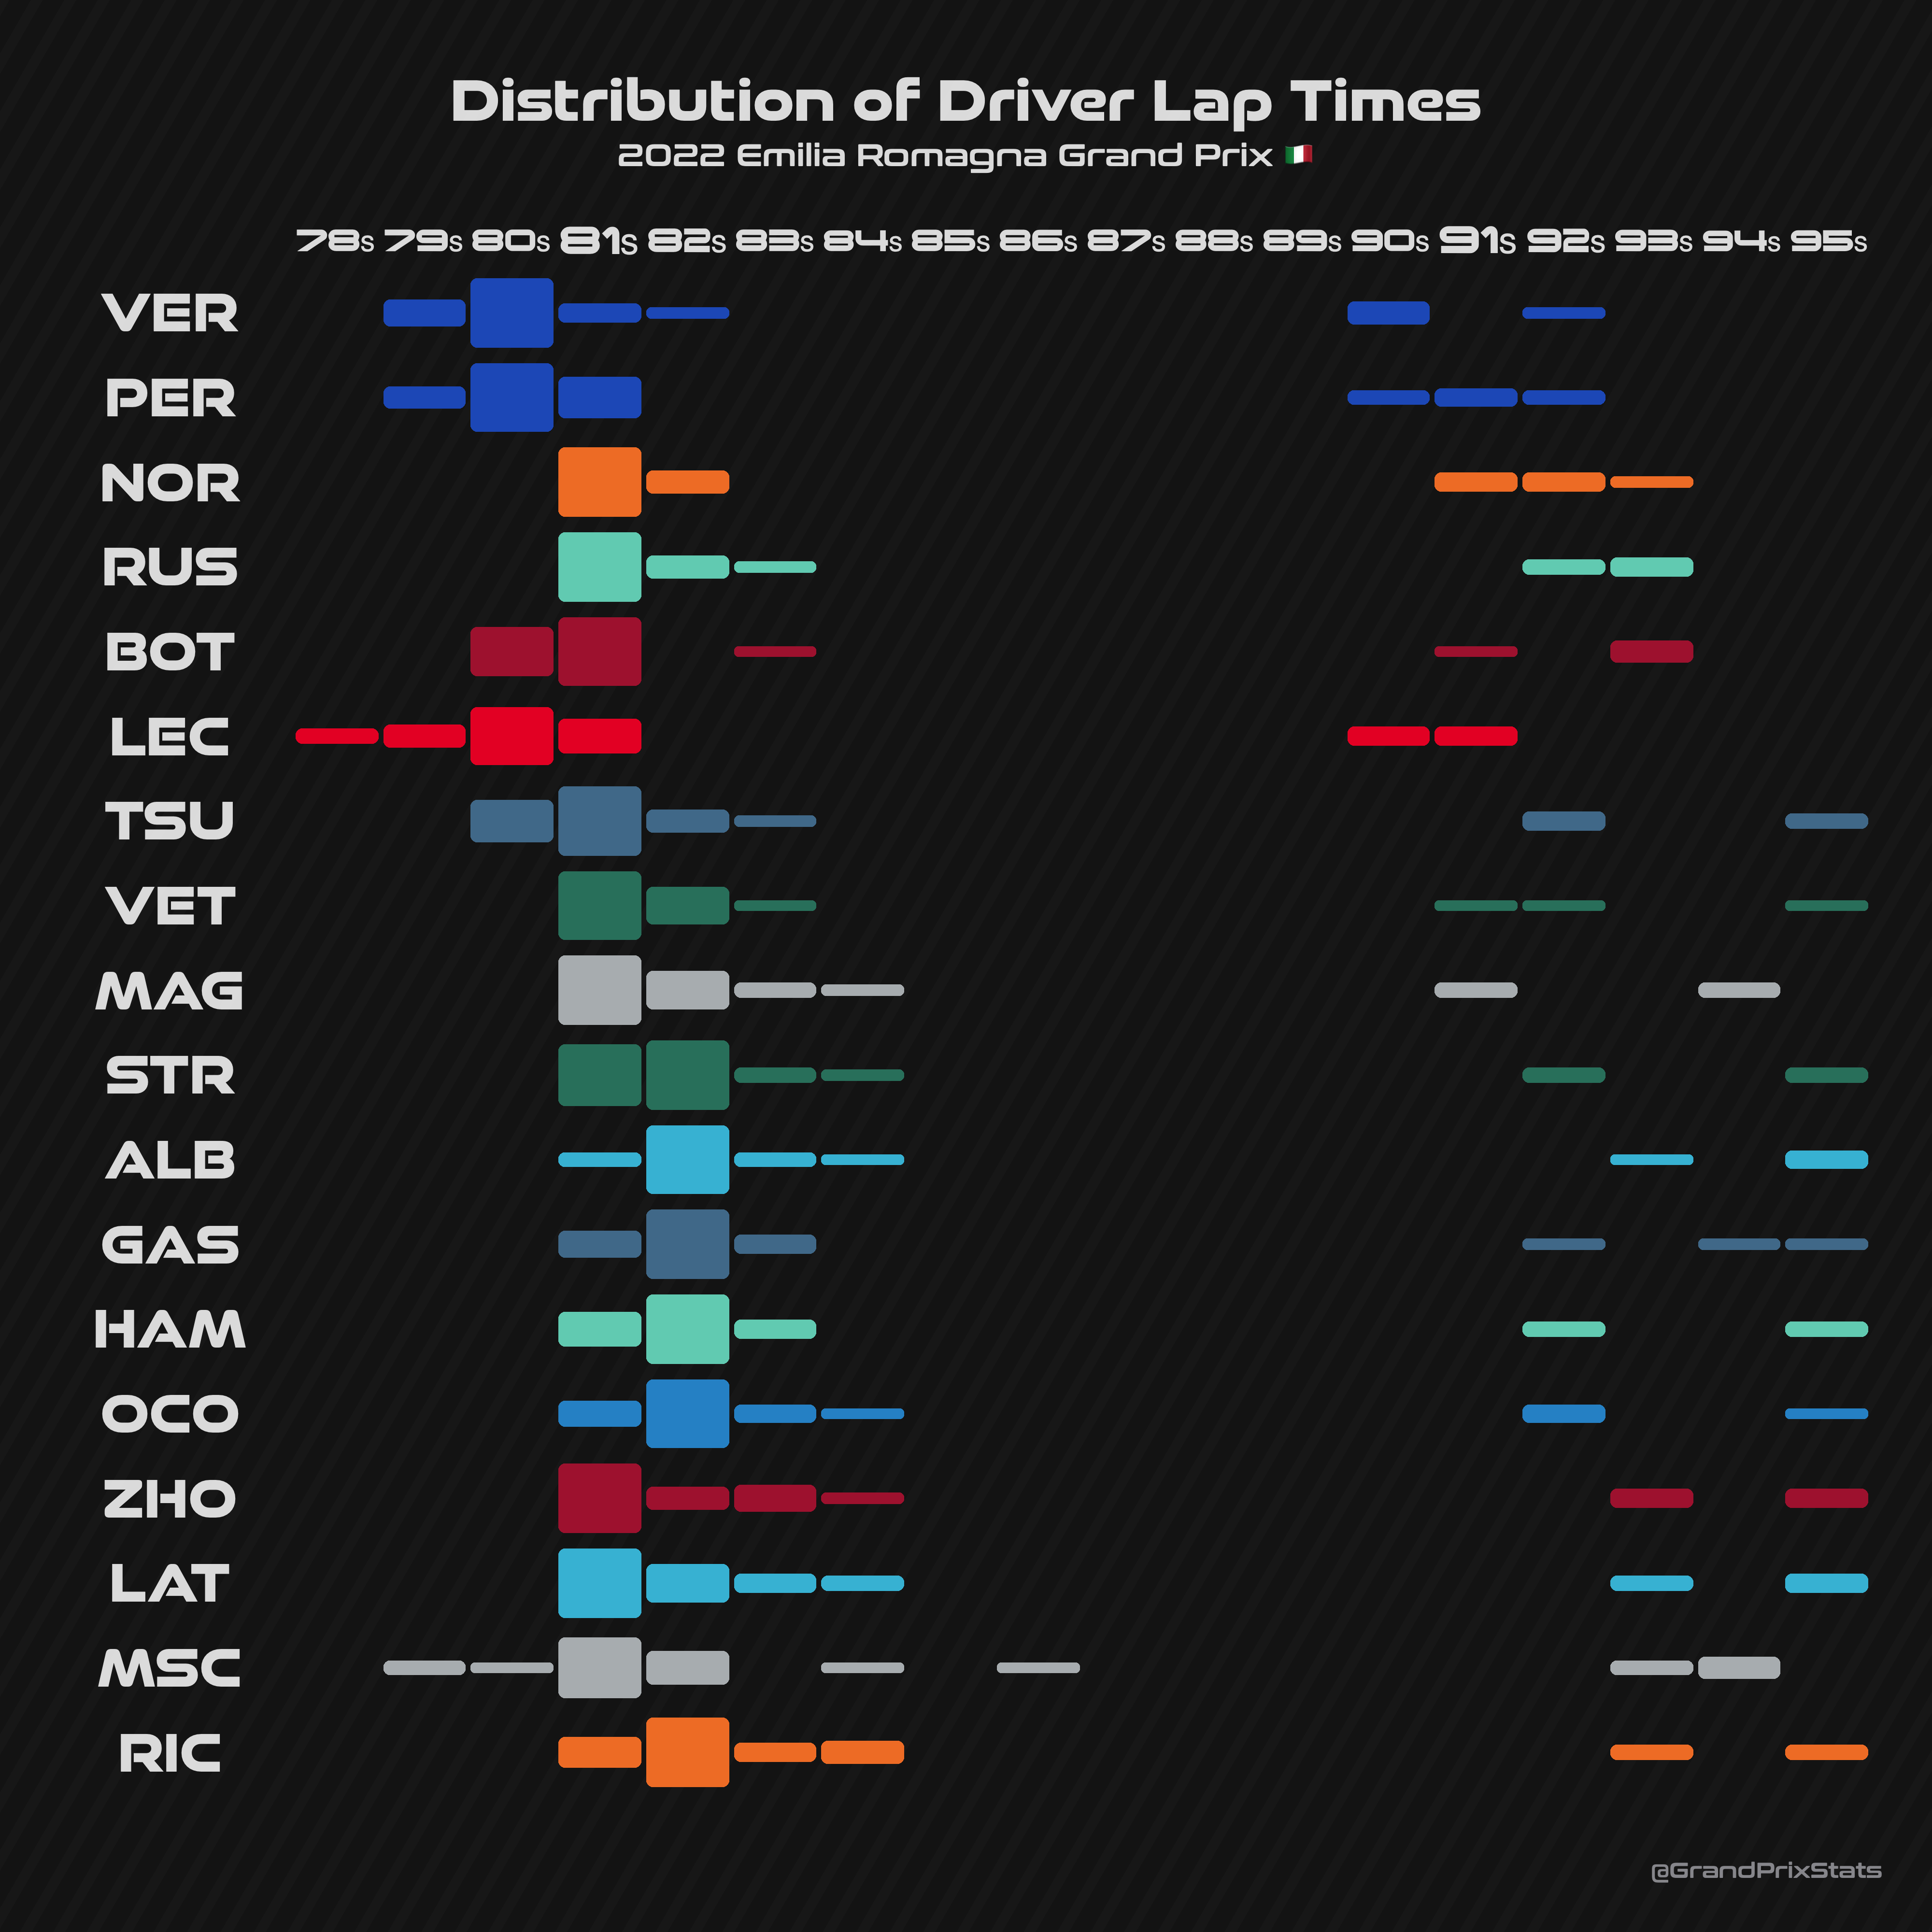 Distribution of Driver Lap Times
2022 Emilia Romagna Grand Prix 🇮🇹
78s 79s 80s 81s 82s 83s 84s 85s 86s 87s 88s 89s 90s 91s 92s 93s 94s 95s
VER
PER
NOR
RUS
BOT
LEC
TSU
VET
MAG
STR
ALB
GAS
HAM
OCO
ZHO
LAT
MSC
RIC
@GrandPrixStats